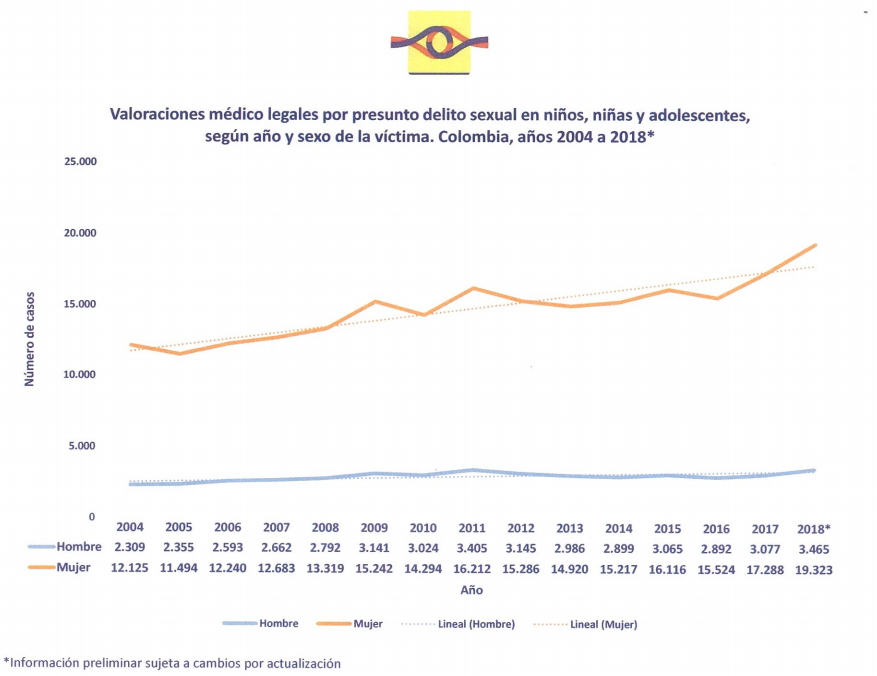 Valoraciones médico legales por presunto delito sexual en niños, niñas y adolescentes,
según año y sexo de la víctima. Colombia, años 2004 a 2018*
25.000
20.000
15.000
10.000
5.000
0
Número de casos
2004 2005 2006 2007 2008 2009 2010 2011 2012 2013 2014 2015 2016 2017 2018*
Hombre 2.309 2.355 2.593 2.662 2.792 3.141 3.024 3.405 3.145 2.986 2.899 3.065 2.892 3.077 3.465
Mujer 12.125 11.494 12.240 12.683 13.319 15.242 14.294 16.212 15.286 14.920 15.217 16.116 15.524 17.288 19.323
Año
Hombre Mujer Lineal (Hombre) Lineal (Mujer)
*Información preliminar sujeta a cambios por actualización